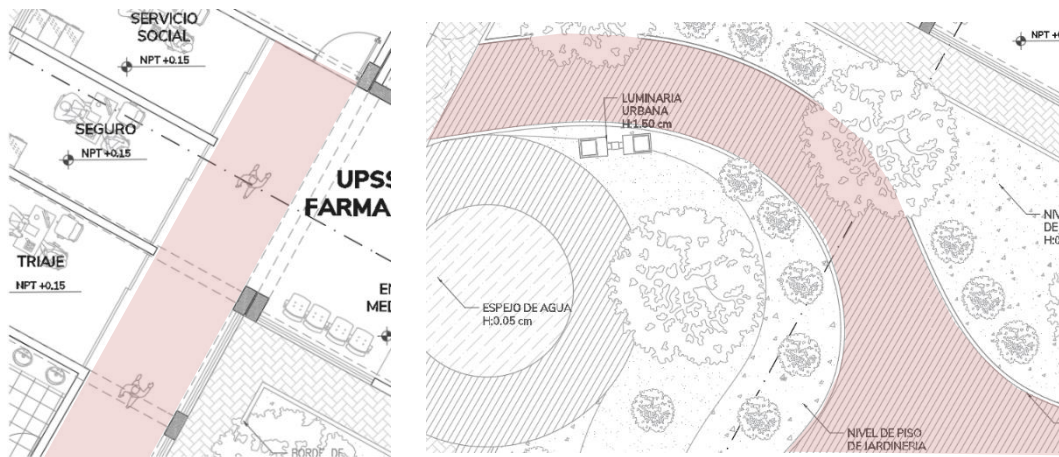 SERVICIO
SOCIAL
NPT +0.15
SEGURO
NPT +0.15
UPSS
FARMA
TRIAJE
NPT +0.15
EN
MED
BORDE DE
LUMINARIA
URBANA
H:1.50 cm
ESPEJO DE AGUA
H:0.05 cm
NIVEL DE PISO
DE JARDINERIA
NPT +0
NIV
DE
H:0